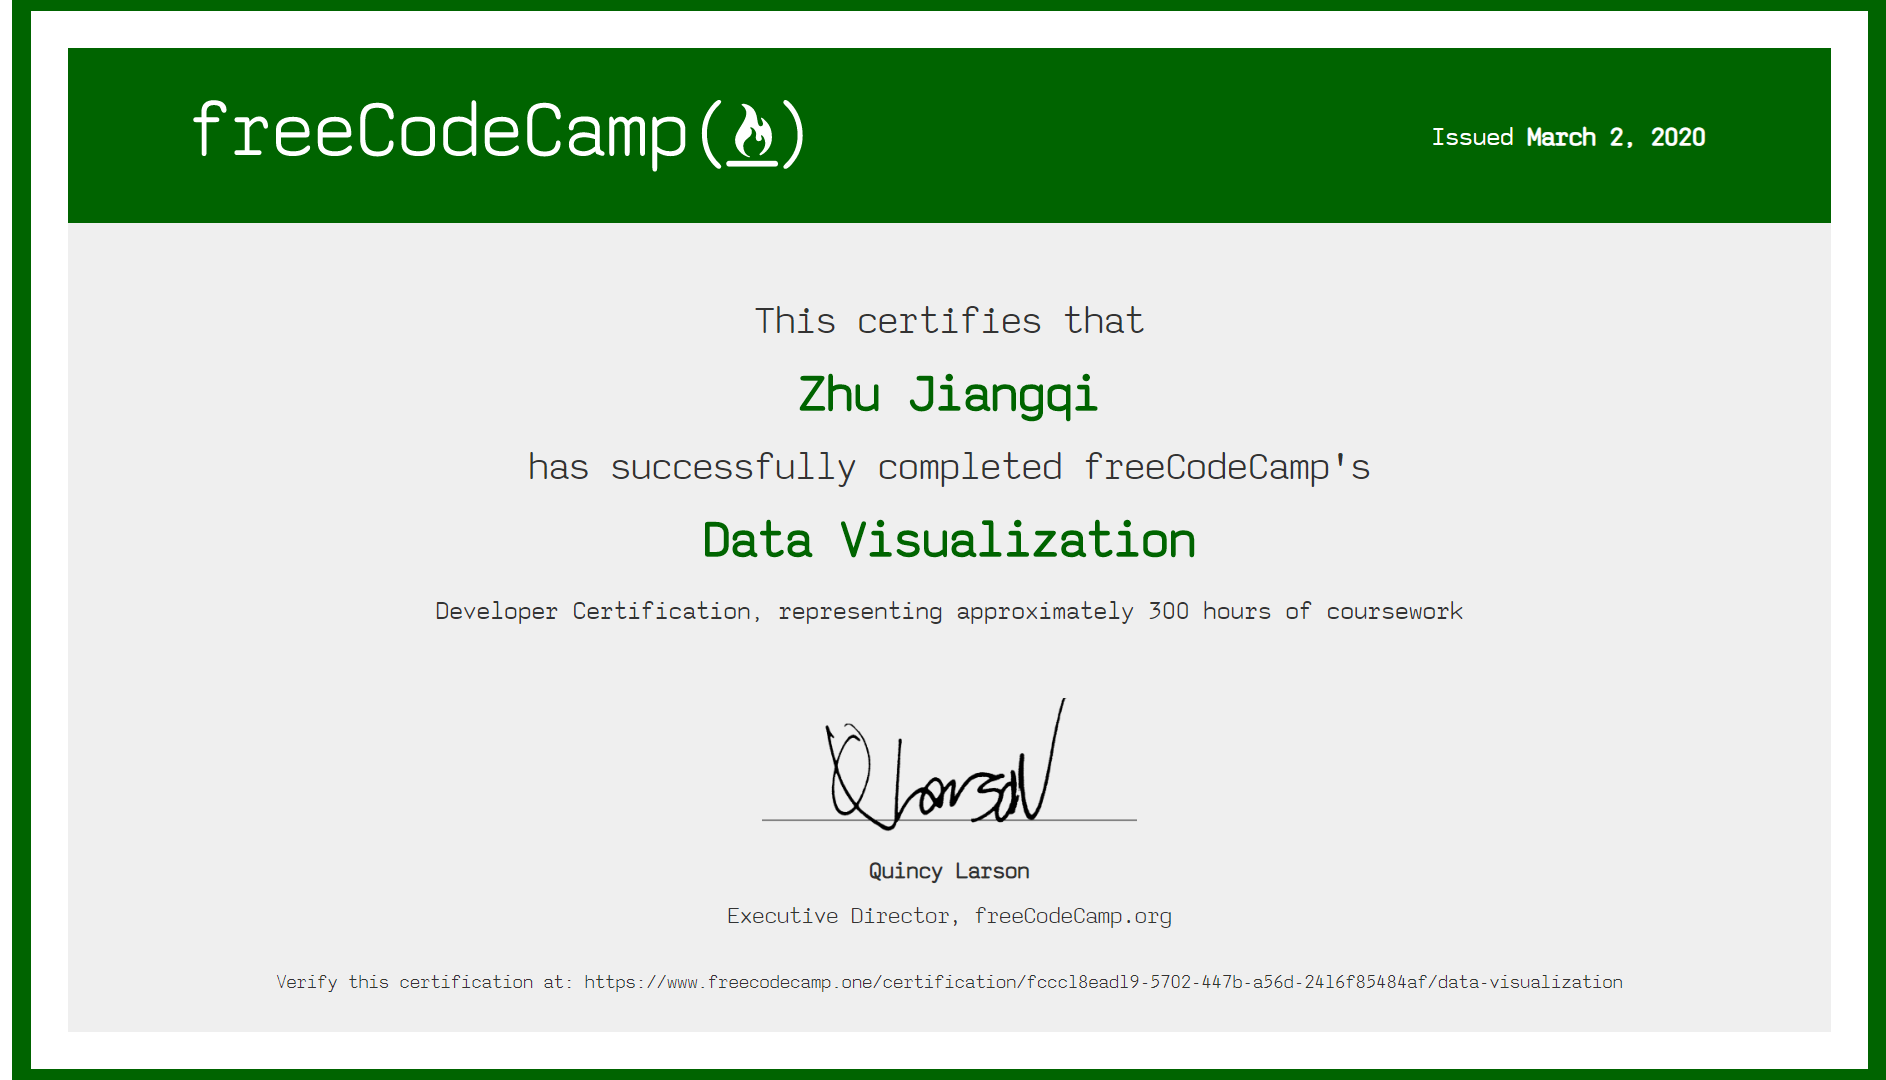 freeCodeCamp()
Issued March 2, 2020
This certifies that
Zhu Jiangqi
has successfully completed freeCodeCamp's
Data Visualization
Developer Certification, representing approximately 300 hours of coursework
Q Larson
Quincy Larson
Executive Director, freeCodeCamp.org
Verify this certification at: https://www.freecodecamp.one/certification/fccc18ead19-5702-447b-a56d-2416f85484af/data-visualization